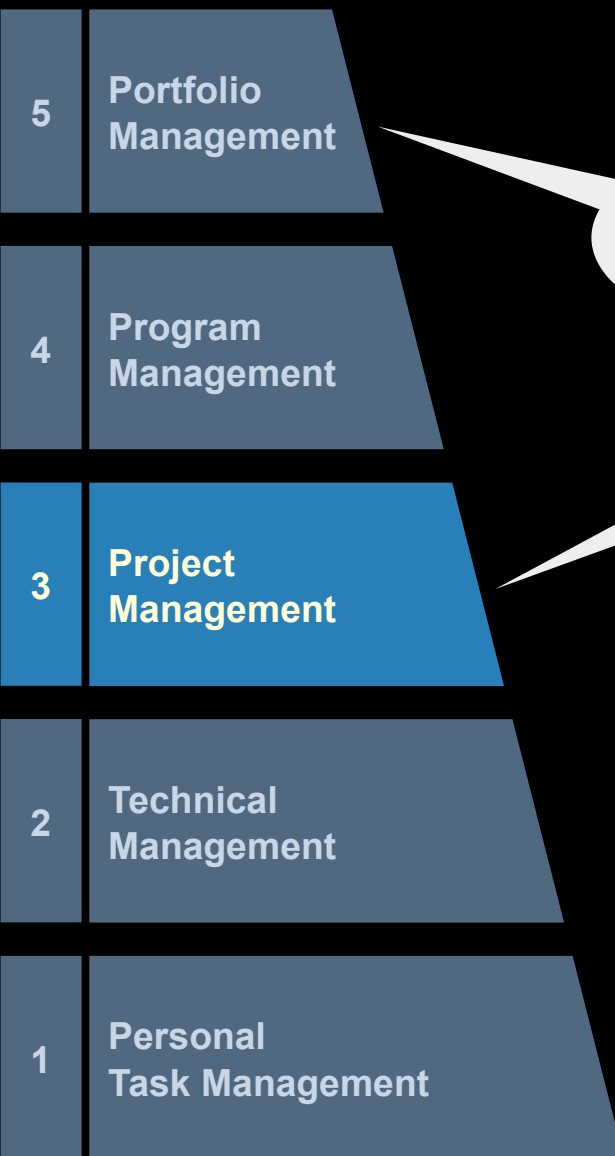 5
Portfolio
Management
4
Program
Management
3
Project
Management
2
Technical
Management
1
Personal
Task Management